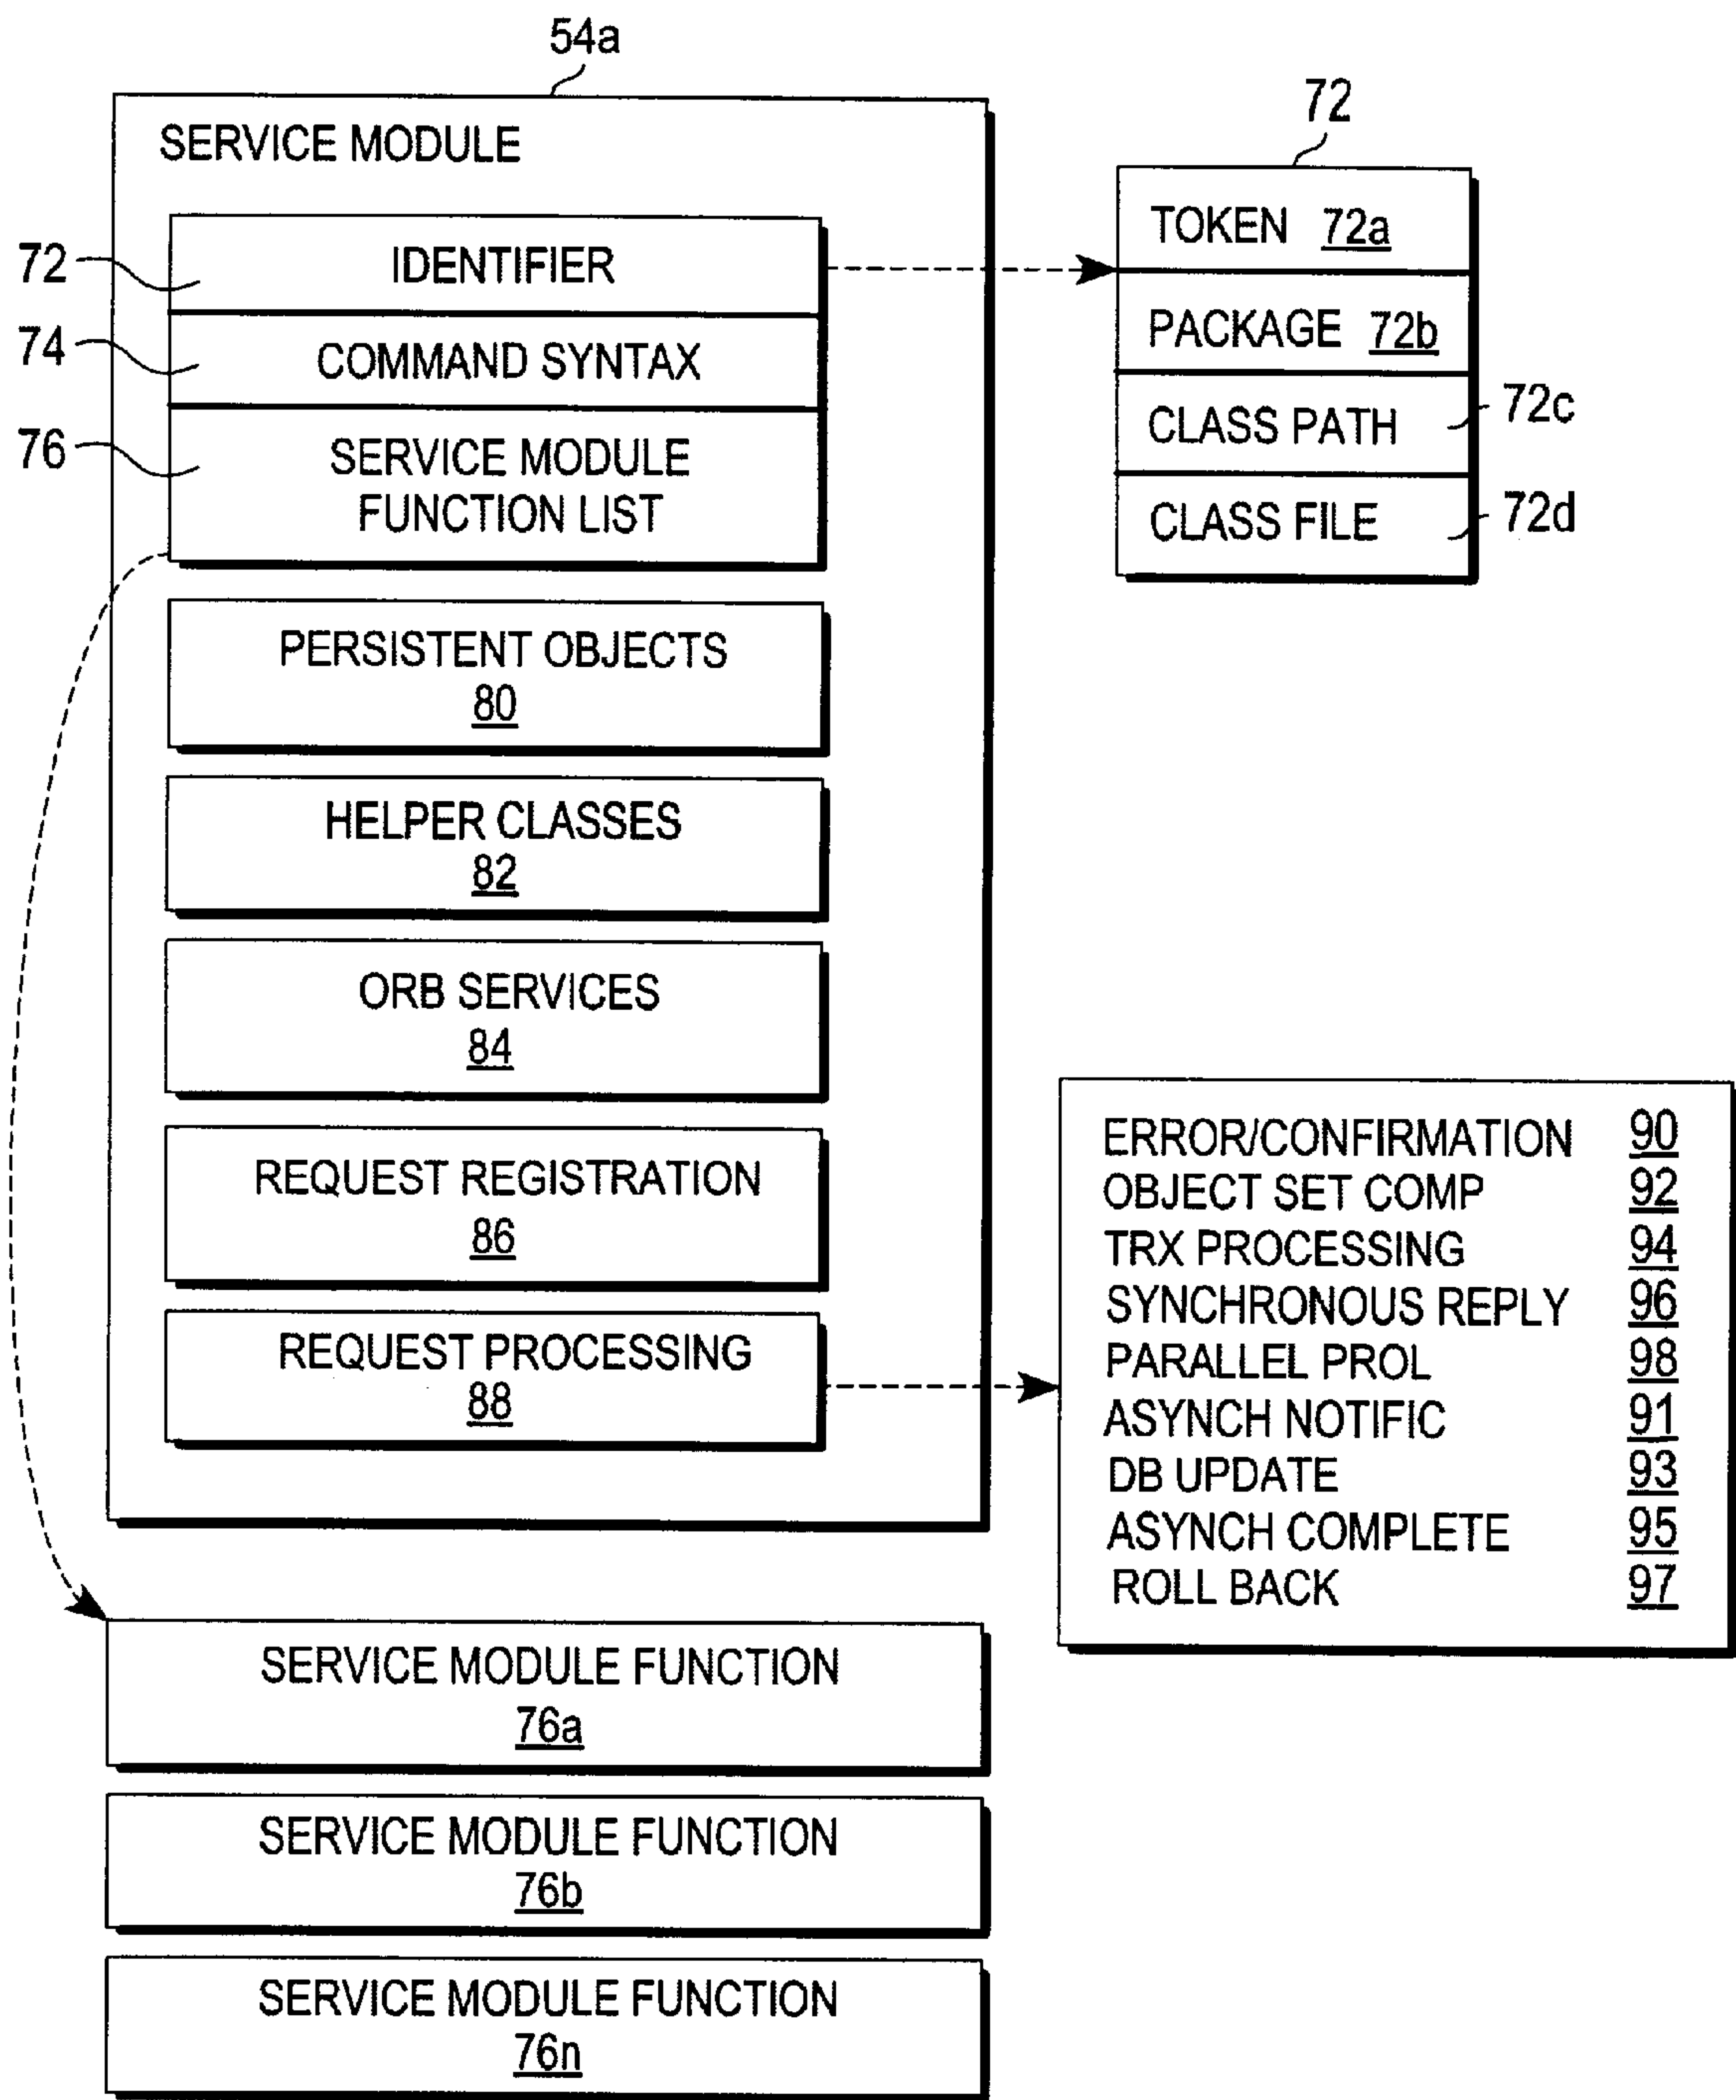 54a
SERVICE MODULE
72
IDENTIFIER
74
COMMAND SYNTAX
76
SERVICE MODULE
FUNCTION LIST
PERSISTENT OBJECTS
80
HELPER CLASSES
82
ORB SERVICES
84
REQUEST REGISTRATION
86
REQUEST PROCESSING
88
72
TOKEN 72a
PACKAGE 72b
CLASS PATH 72c
CLASS FILE 72d
ERROR/CONFIRMATION 90
OBJECT SET COMP 92
TRX PROCESSING 94
SYNCHRONOUS REPLY 96
PARALLEL PROL 98
ASYNCH NOTIFIC 91
DB UPDATE 93
ASYNCH COMPLETE 95
ROLL BACK 97
SERVICE MODULE FUNCTION
76a
SERVICE MODULE FUNCTION
76b
SERVICE MODULE FUNCTION
76n